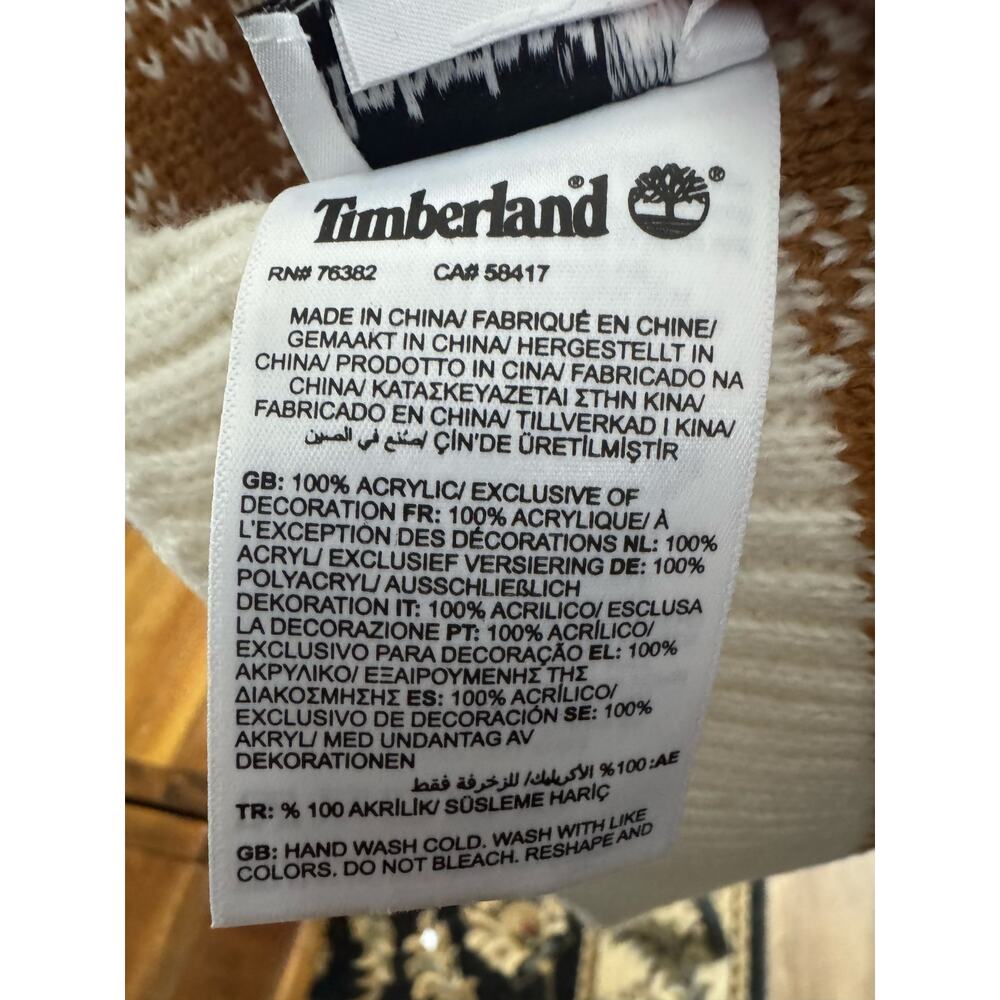 Timberland® ®
RN# 76382 CA# 58417
MADE IN CHINA/ FABRIQUÉ EN CHINE/
GEMAAKT IN CHINA/ HERGESTELLT IN
CHINA/ PRODOTTO IN CINA/ FABRICADO NA
CHINA/ ΚΑΤΑΣΚΕΥΑΖΕΤΑΙ ΣΤΗΝ ΚΙΝΑ/
FABRICADO EN CHINA/ TILLVERKAD I KINA/
صنع في الصين/ ÇİN'DE ÜRETİLMİŞTİR
GB: 100% ACRYLIC/ EXCLUSIVE OF
DECORATION FR: 100% ACRYLIQUE/ À
L'EXCEPTION DES DÉCORATIONS NL: 100%
ACRYL/ EXCLUSIEF VERSIERING DE: 100%
POLYACRYL/ AUSSCHLIEßLICH
DEKORATION IT: 100% ACRILICO/ ESCLUSA
LA DECORAZIONE PT: 100% ACRÍLICO/
EXCLUSIVO PARA DECORAÇÃO EL: 100%
ΑΚΡΥΛΙΚΟ/ ΕΞΑΙΡΟΥΜΕΝΗΣ ΤΗΣ
ΔΙΑΚΟΣΜΗΣΗΣ ES: 100% ACRÍLICO/
EXCLUSIVO DE DECORACIÓN SE: 100%
AKRYL/ MED UNDANTAG AV
DEKORATIONEN
AE: 100% الأكريليك/ للزخرفة فقط
TR: % 100 AKRİLİK/ SÜSLEME HARİÇ
GB: HAND WASH COLD. WASH WITH LIKE
COLORS. DO NOT BLEACH. RESHAPE AND